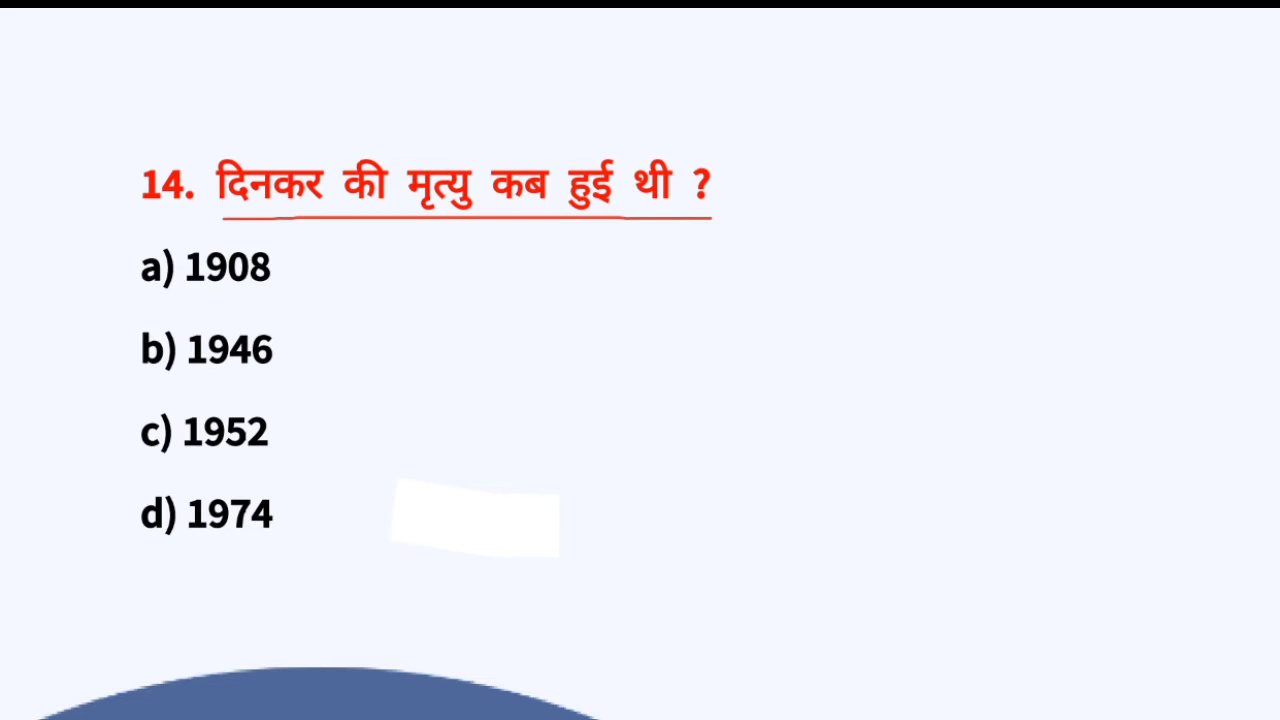 14. दिनकर की मृत्यु कब हुई थी ?
a) 1908
b) 1946
c) 1952
d) 1974